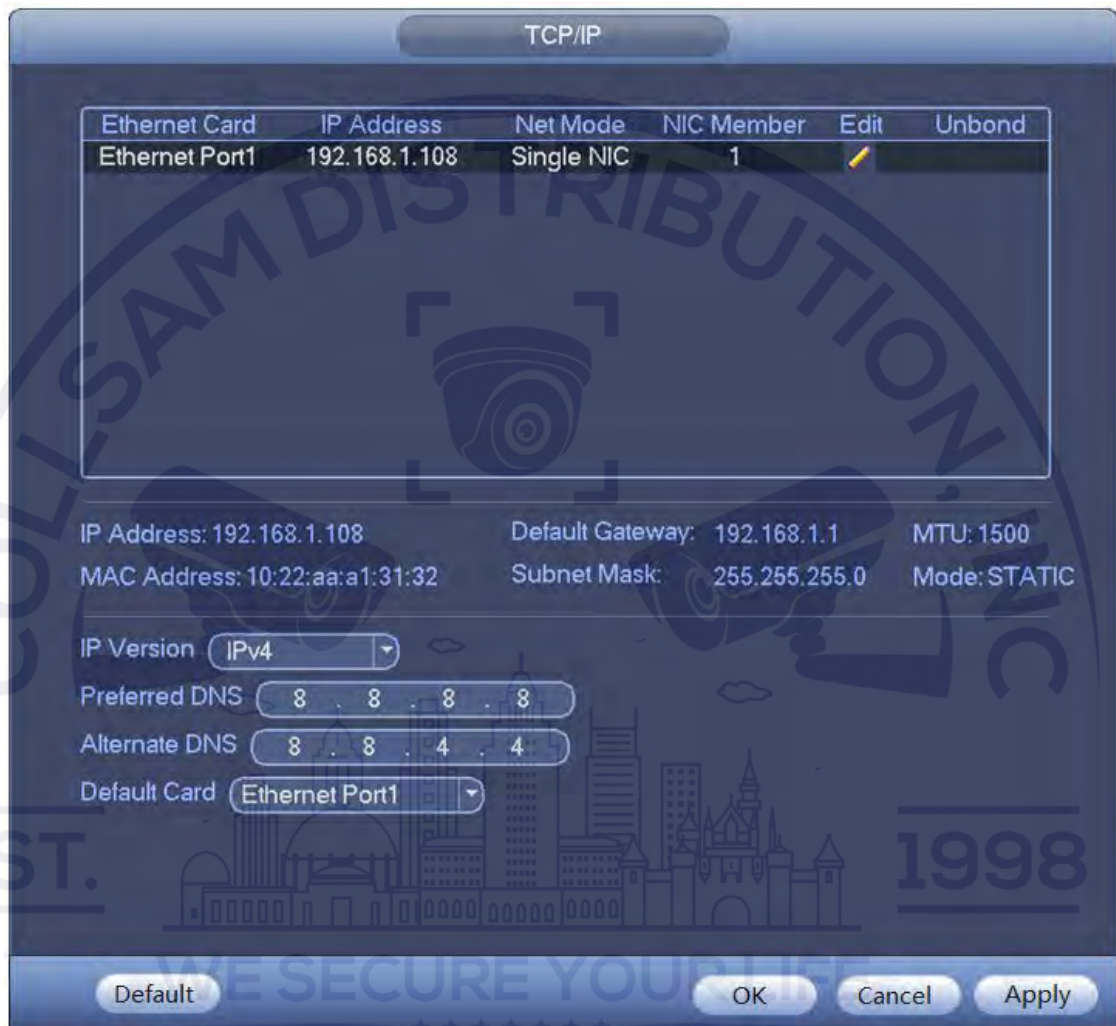 TCP/IP
Ethernet Card IP Address Net Mode NIC Member Edit Unbond
Ethernet Port1 192.168.1.108 Single NIC 1
IP Address: 192.168.1.108 Default Gateway: 192.168.1.1 MTU: 1500
MAC Address: 10:22:aa:a1:31:32 Subnet Mask: 255.255.255.0 Mode: STATIC
IP Version IPv4
Preferred DNS 8 . 8 . 8 . 8
Alternate DNS 8 . 8 . 4 . 4
Default Card Ethernet Port1
Default OK Cancel Apply
COLLSAM DISTRIBUTION, INC
ST. 1998
WE SECURE YOUR LIFE